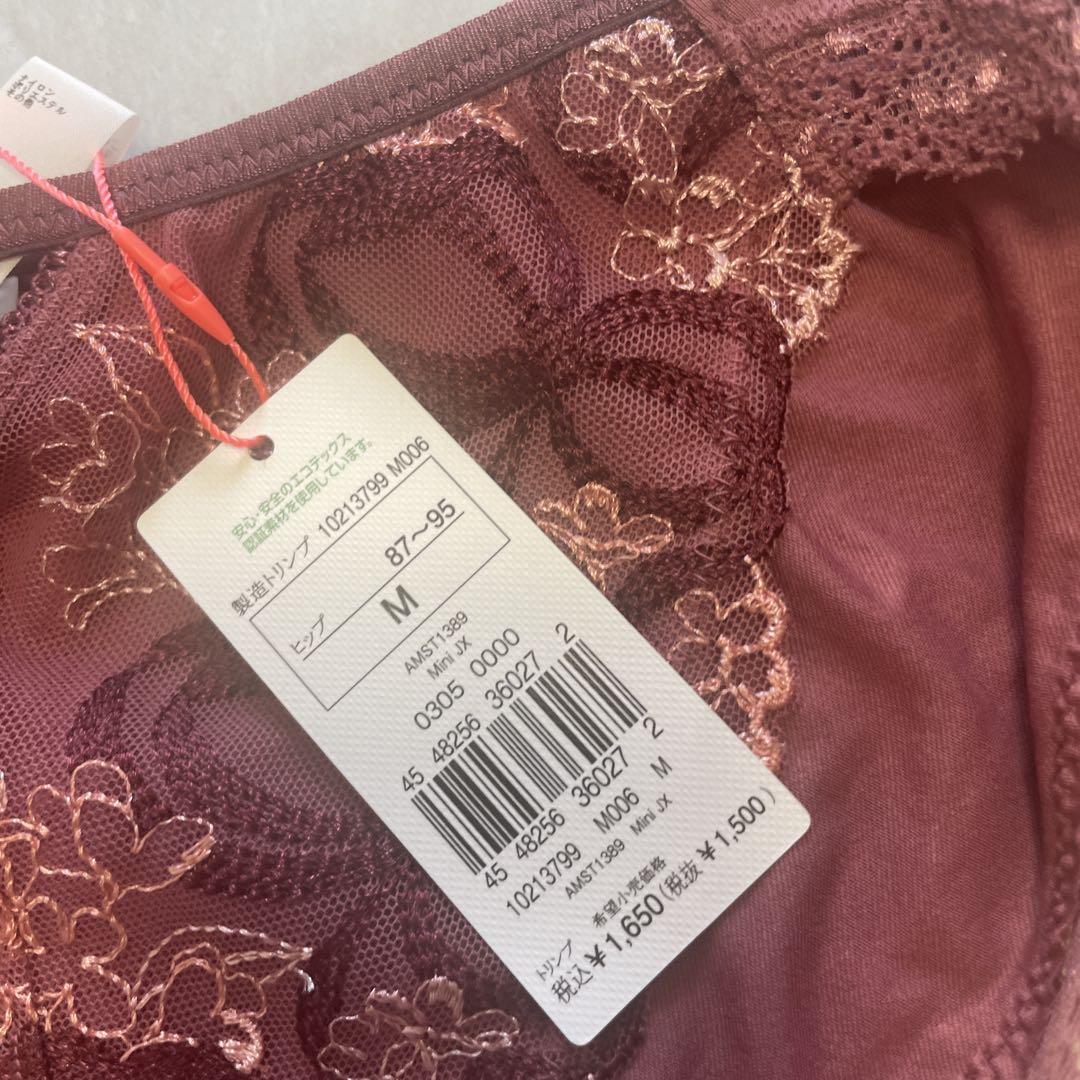 ナイロン
ポリエステル
その他
安心・安全のエコテックス
認証素材を使用しています。
製造トリンプ 10213799 M006
ヒップ 87〜95
M
AMST1389
Mini JX
0305 0000
45 48256 36027 2
45 48256 36027 2
10213799 M006 M
AMST1389 Mini JX
希望小売価格
トリンプ
税込¥1,650(税抜¥1,500)